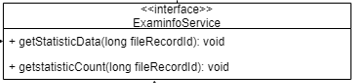 <<interface>>
ExaminfoService
+ getStatisticData(long fileRecordId): void
+ getstatisticCount(long fileRecordId): void